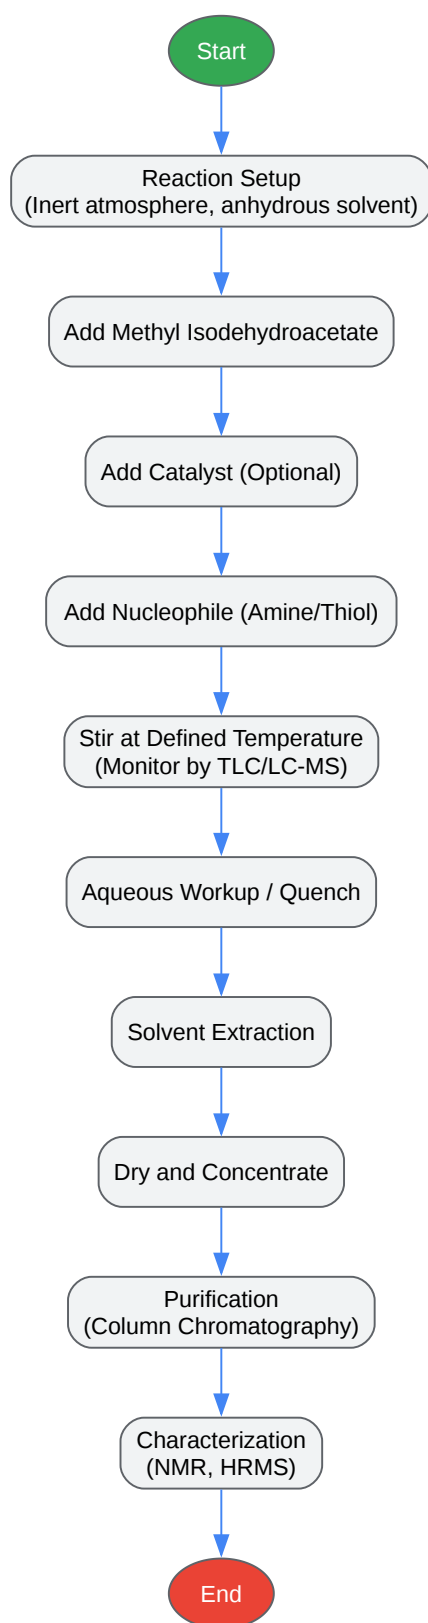 Start
Reaction Setup
(Inert atmosphere, anhydrous solvent)
Add Methyl Isodehydroacetate
Add Catalyst (Optional)
Add Nucleophile (Amine/Thiol)
Stir at Defined Temperature
(Monitor by TLC/LC-MS)
Aqueous Workup / Quench
Solvent Extraction
Dry and Concentrate
Purification
(Column Chromatography)
Characterization
(NMR, HRMS)
End